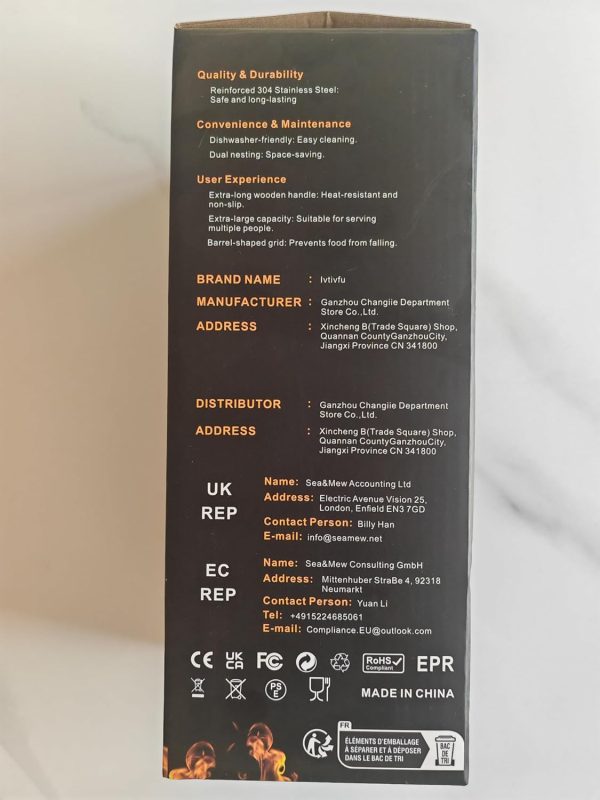 Quality & Durability
Reinforced 304 Stainless Steel:
Safe and long-lasting
Convenience & Maintenance
Dishwasher-friendly: Easy cleaning.
Dual nesting: Space-saving.
User Experience
Extra-long wooden handle: Heat-resistant and
non-slip.
Extra-large capacity: Suitable for serving
multiple people.
Barrel-shaped grid: Prevents food from falling.
BRAND NAME : lvtivfu
MANUFACTURER : Ganzhou Changjie Department
Store Co.,Ltd.
ADDRESS : Xincheng B(Trade Square) Shop,
Quannan CountyGanzhouCity,
Jiangxi Province CN 341800
DISTRIBUTOR : Ganzhou Changjie Department
Store Co.,Ltd.
ADDRESS : Xincheng B(Trade Square) Shop,
Quannan CountyGanzhouCity,
Jiangxi Province CN 341800
UK
REP
Name: Sea&Mew Accounting Ltd
Address: Electric Avenue Vision 25,
London, Enfield EN3 7GD
Contact Person: Billy Han
E-mail: info@seamew.net
EC
REP
Name: Sea&Mew Consulting GmbH
Address: Mittenhuber StraBe 4, 92318
Neumarkt
Contact Person: Yuan Li
Tel: +4915224685061
E-mail: Compliance.EU@outlook.com
CE UK CA FC RoHS Compliant EPR
PS E MADE IN CHINA
FR
ÉLÉMENTS D'EMBALLAGE
À SÉPARER ET À DÉPOSER
DANS LE BAC DE TRI
BAC
DE
TRI